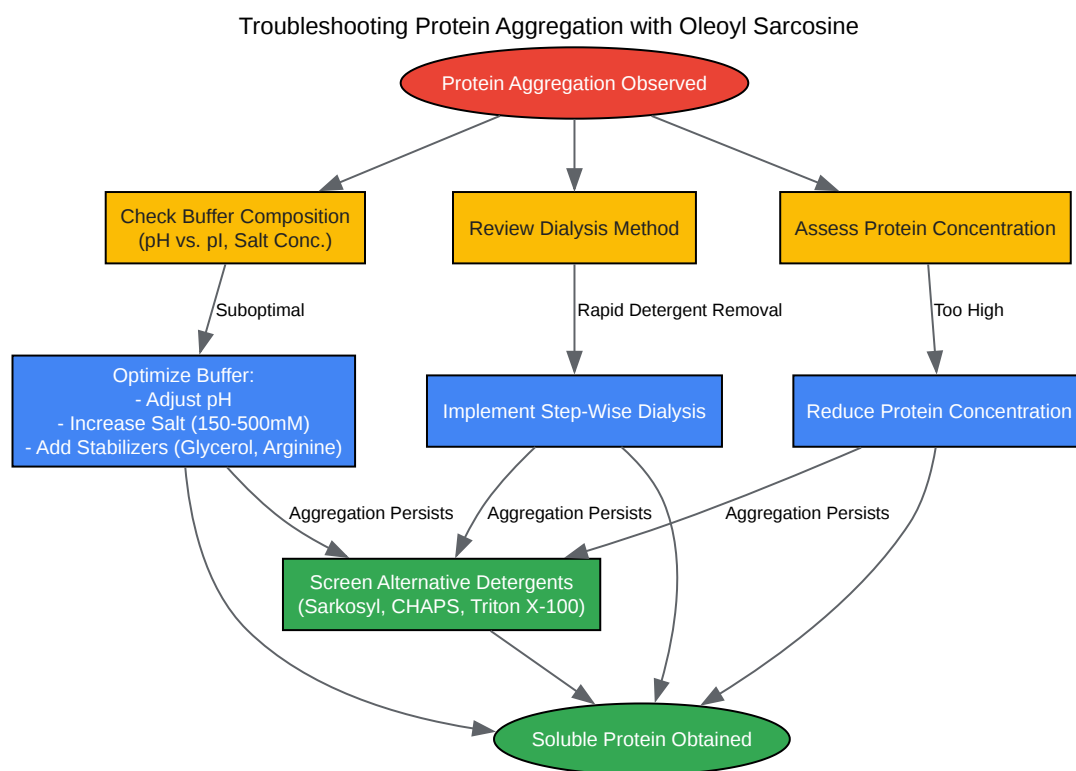 Troubleshooting Protein Aggregation with Oleoyl Sarcosine
Protein Aggregation Observed
Check Buffer Composition
(pH vs. pI, Salt Conc.)
Review Dialysis Method
Assess Protein Concentration
Suboptimal
Rapid Detergent Removal
Too High
Optimize Buffer:
- Adjust pH
- Increase Salt (150-500mM)
- Add Stabilizers (Glycerol, Arginine)
Implement Step-Wise Dialysis
Reduce Protein Concentration
Aggregation Persists
Aggregation Persists
Aggregation Persists
Screen Alternative Detergents
(Sarkosyl, CHAPS, Triton X-100)
Soluble Protein Obtained